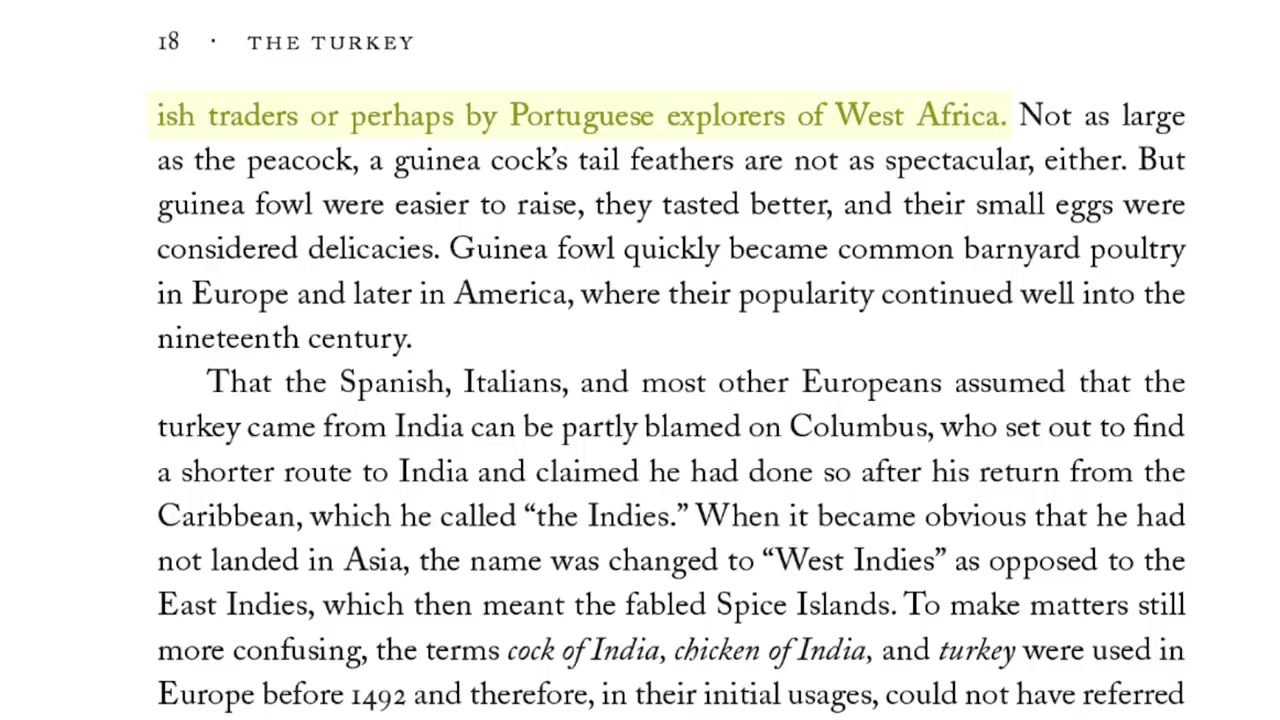 18 · THE TURKEY
ish traders or perhaps by Portuguese explorers of West Africa. Not as large
as the peacock, a guinea cock’s tail feathers are not as spectacular, either. But
guinea fowl were easier to raise, they tasted better, and their small eggs were
considered delicacies. Guinea fowl quickly became common barnyard poultry
in Europe and later in America, where their popularity continued well into the
nineteenth century.
That the Spanish, Italians, and most other Europeans assumed that the
turkey came from India can be partly blamed on Columbus, who set out to find
a shorter route to India and claimed he had done so after his return from the
Caribbean, which he called “the Indies.” When it became obvious that he had
not landed in Asia, the name was changed to “West Indies” as opposed to the
East Indies, which then meant the fabled Spice Islands. To make matters still
more confusing, the terms cock of India, chicken of India, and turkey were used in
Europe before 1492 and therefore, in their initial usages, could not have referred